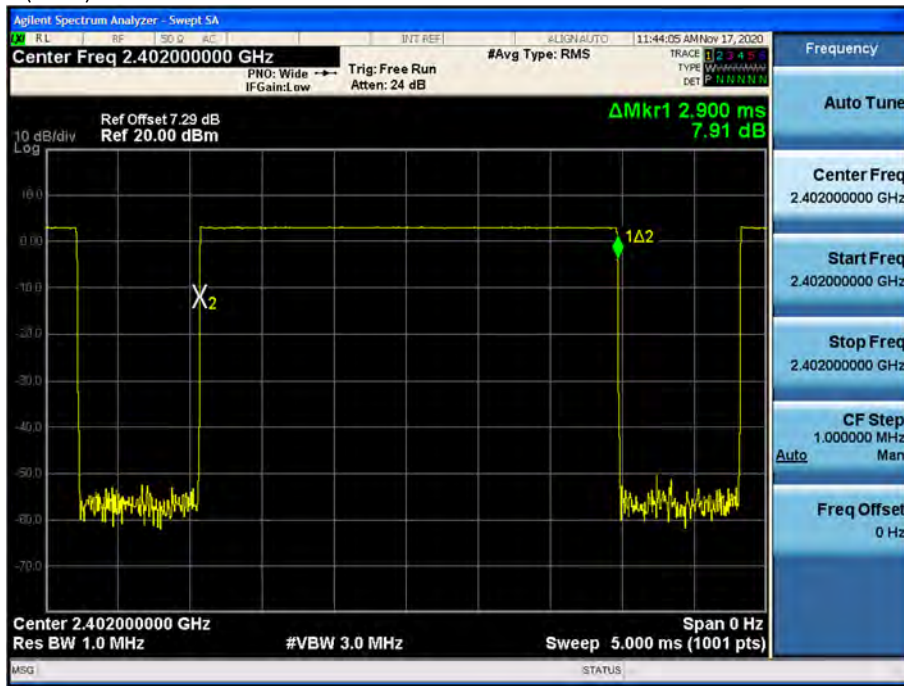 Agilent Spectrum Analyzer - Swept SA
LXI RL RF 50 Ω AC INT REF ALIGNAUTO 11:44:05 AM Nov 17, 2020
Center Freq 2.402000000 GHz #Avg Type: RMS TRACE 1 2 3 4 5 6
PNO: Wide Trig: Free Run TYPE WWWWWW
IFGain:Low Atten: 24 dB DET P N N N N N
ΔMkr1 2.900 ms
7.91 dB
Ref Offset 7.29 dB
10 dB/div Ref 20.00 dBm
Log
10.0
0.00
-10.0
-20.0
-30.0
-40.0
-50.0
-60.0
-70.0
1Δ2
X2
Center 2.402000000 GHz Span 0 Hz
Res BW 1.0 MHz #VBW 3.0 MHz Sweep 5.000 ms (1001 pts)
MSG STATUS
Frequency
Auto Tune
Center Freq
2.402000000 GHz
Start Freq
2.402000000 GHz
Stop Freq
2.402000000 GHz
CF Step
1.000000 MHz
Auto Man
Freq Offset
0 Hz